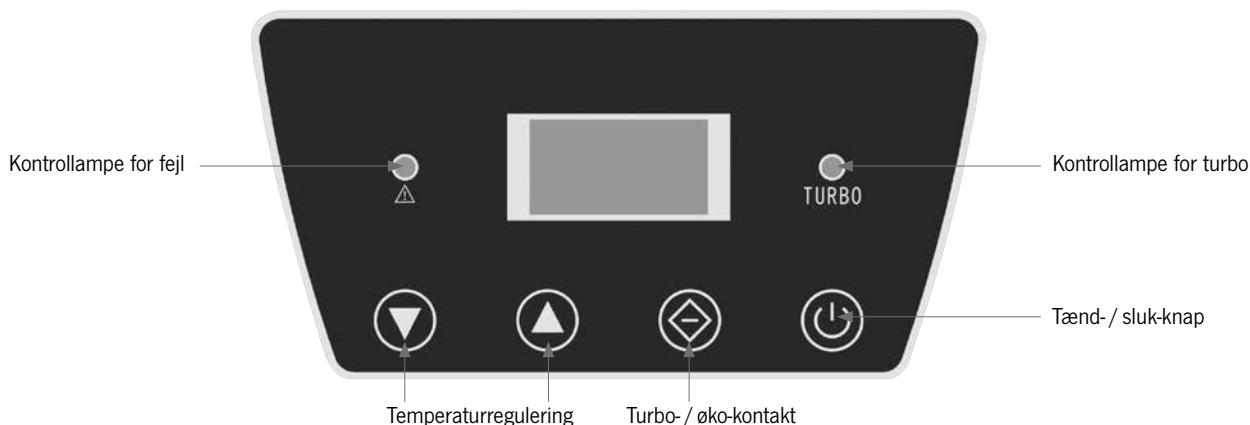 Kontrollampe for fejl
Kontrollampe for turbo
TURBO
Tænd- / sluk-knap
Temperaturregulering
Turbo- / øko-kontakt